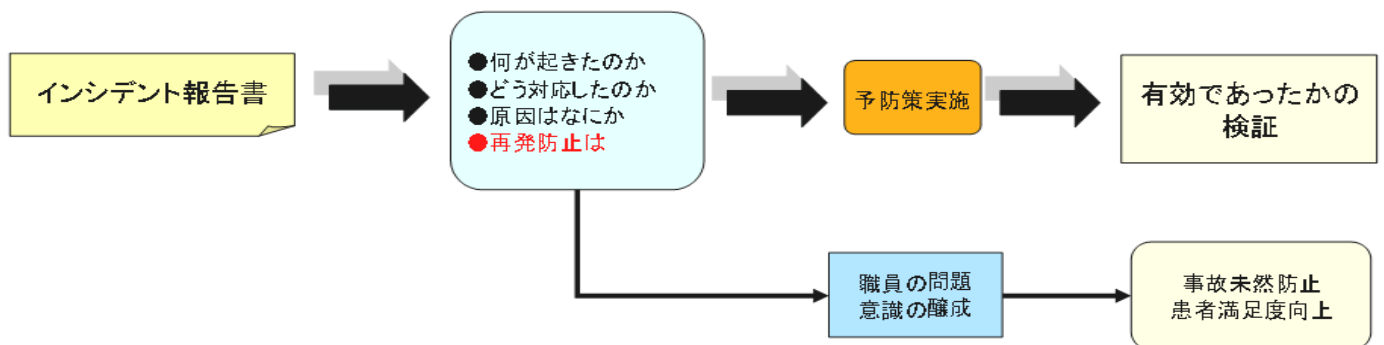 インシデント報告書
●何が起きたのか
●どう対応したのか
●原因はなにか
●再発防止は
予防策実施
有効であったかの
検証
職員の問題
意識の醸成
事故未然防止
患者満足度向上